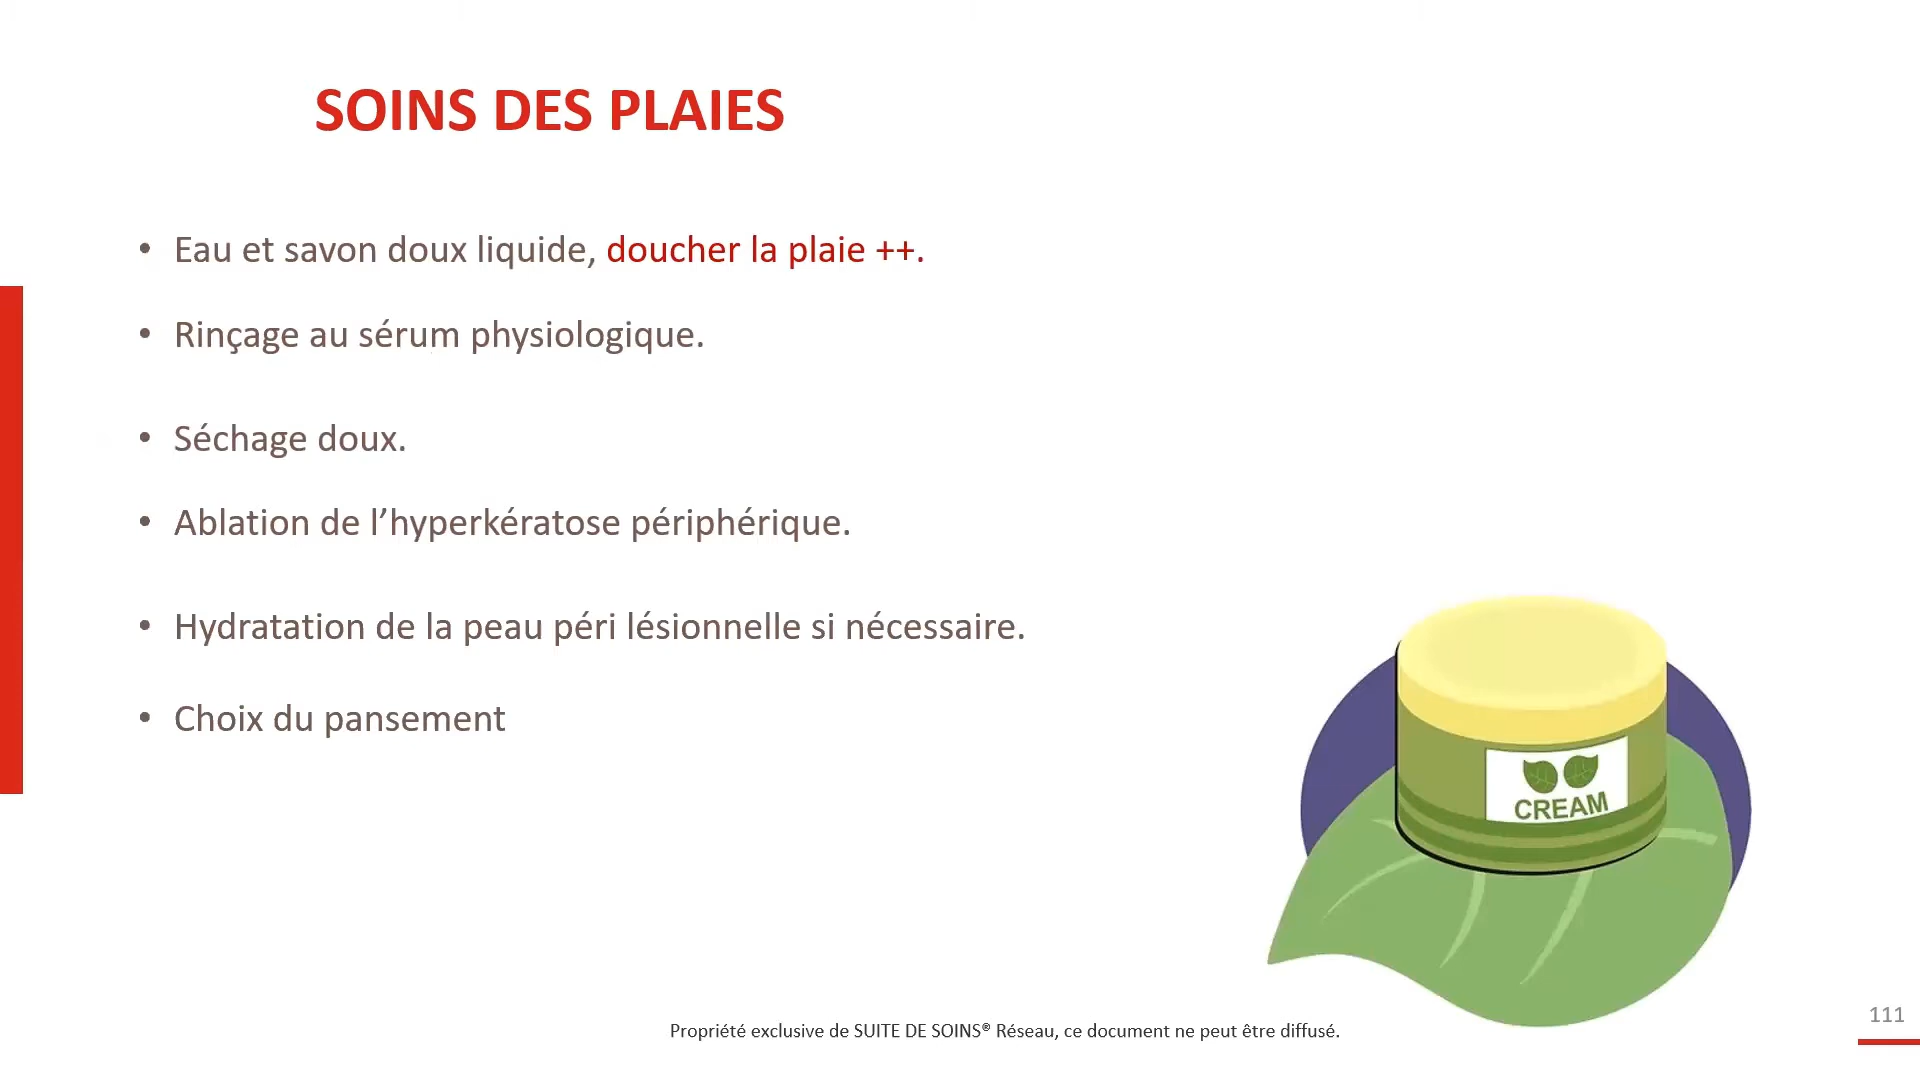 SOINS DES PLAIES
• Eau et savon doux liquide, doucher la plaie ++.
• Rinçage au sérum physiologique.
• Séchage doux.
• Ablation de l’hyperkératose périphérique.
• Hydratation de la peau péri lésionnelle si nécessaire.
• Choix du pansement
CREAM
Propriété exclusive de SUITE DE SOINS® Réseau, ce document ne peut être diffusé.
111